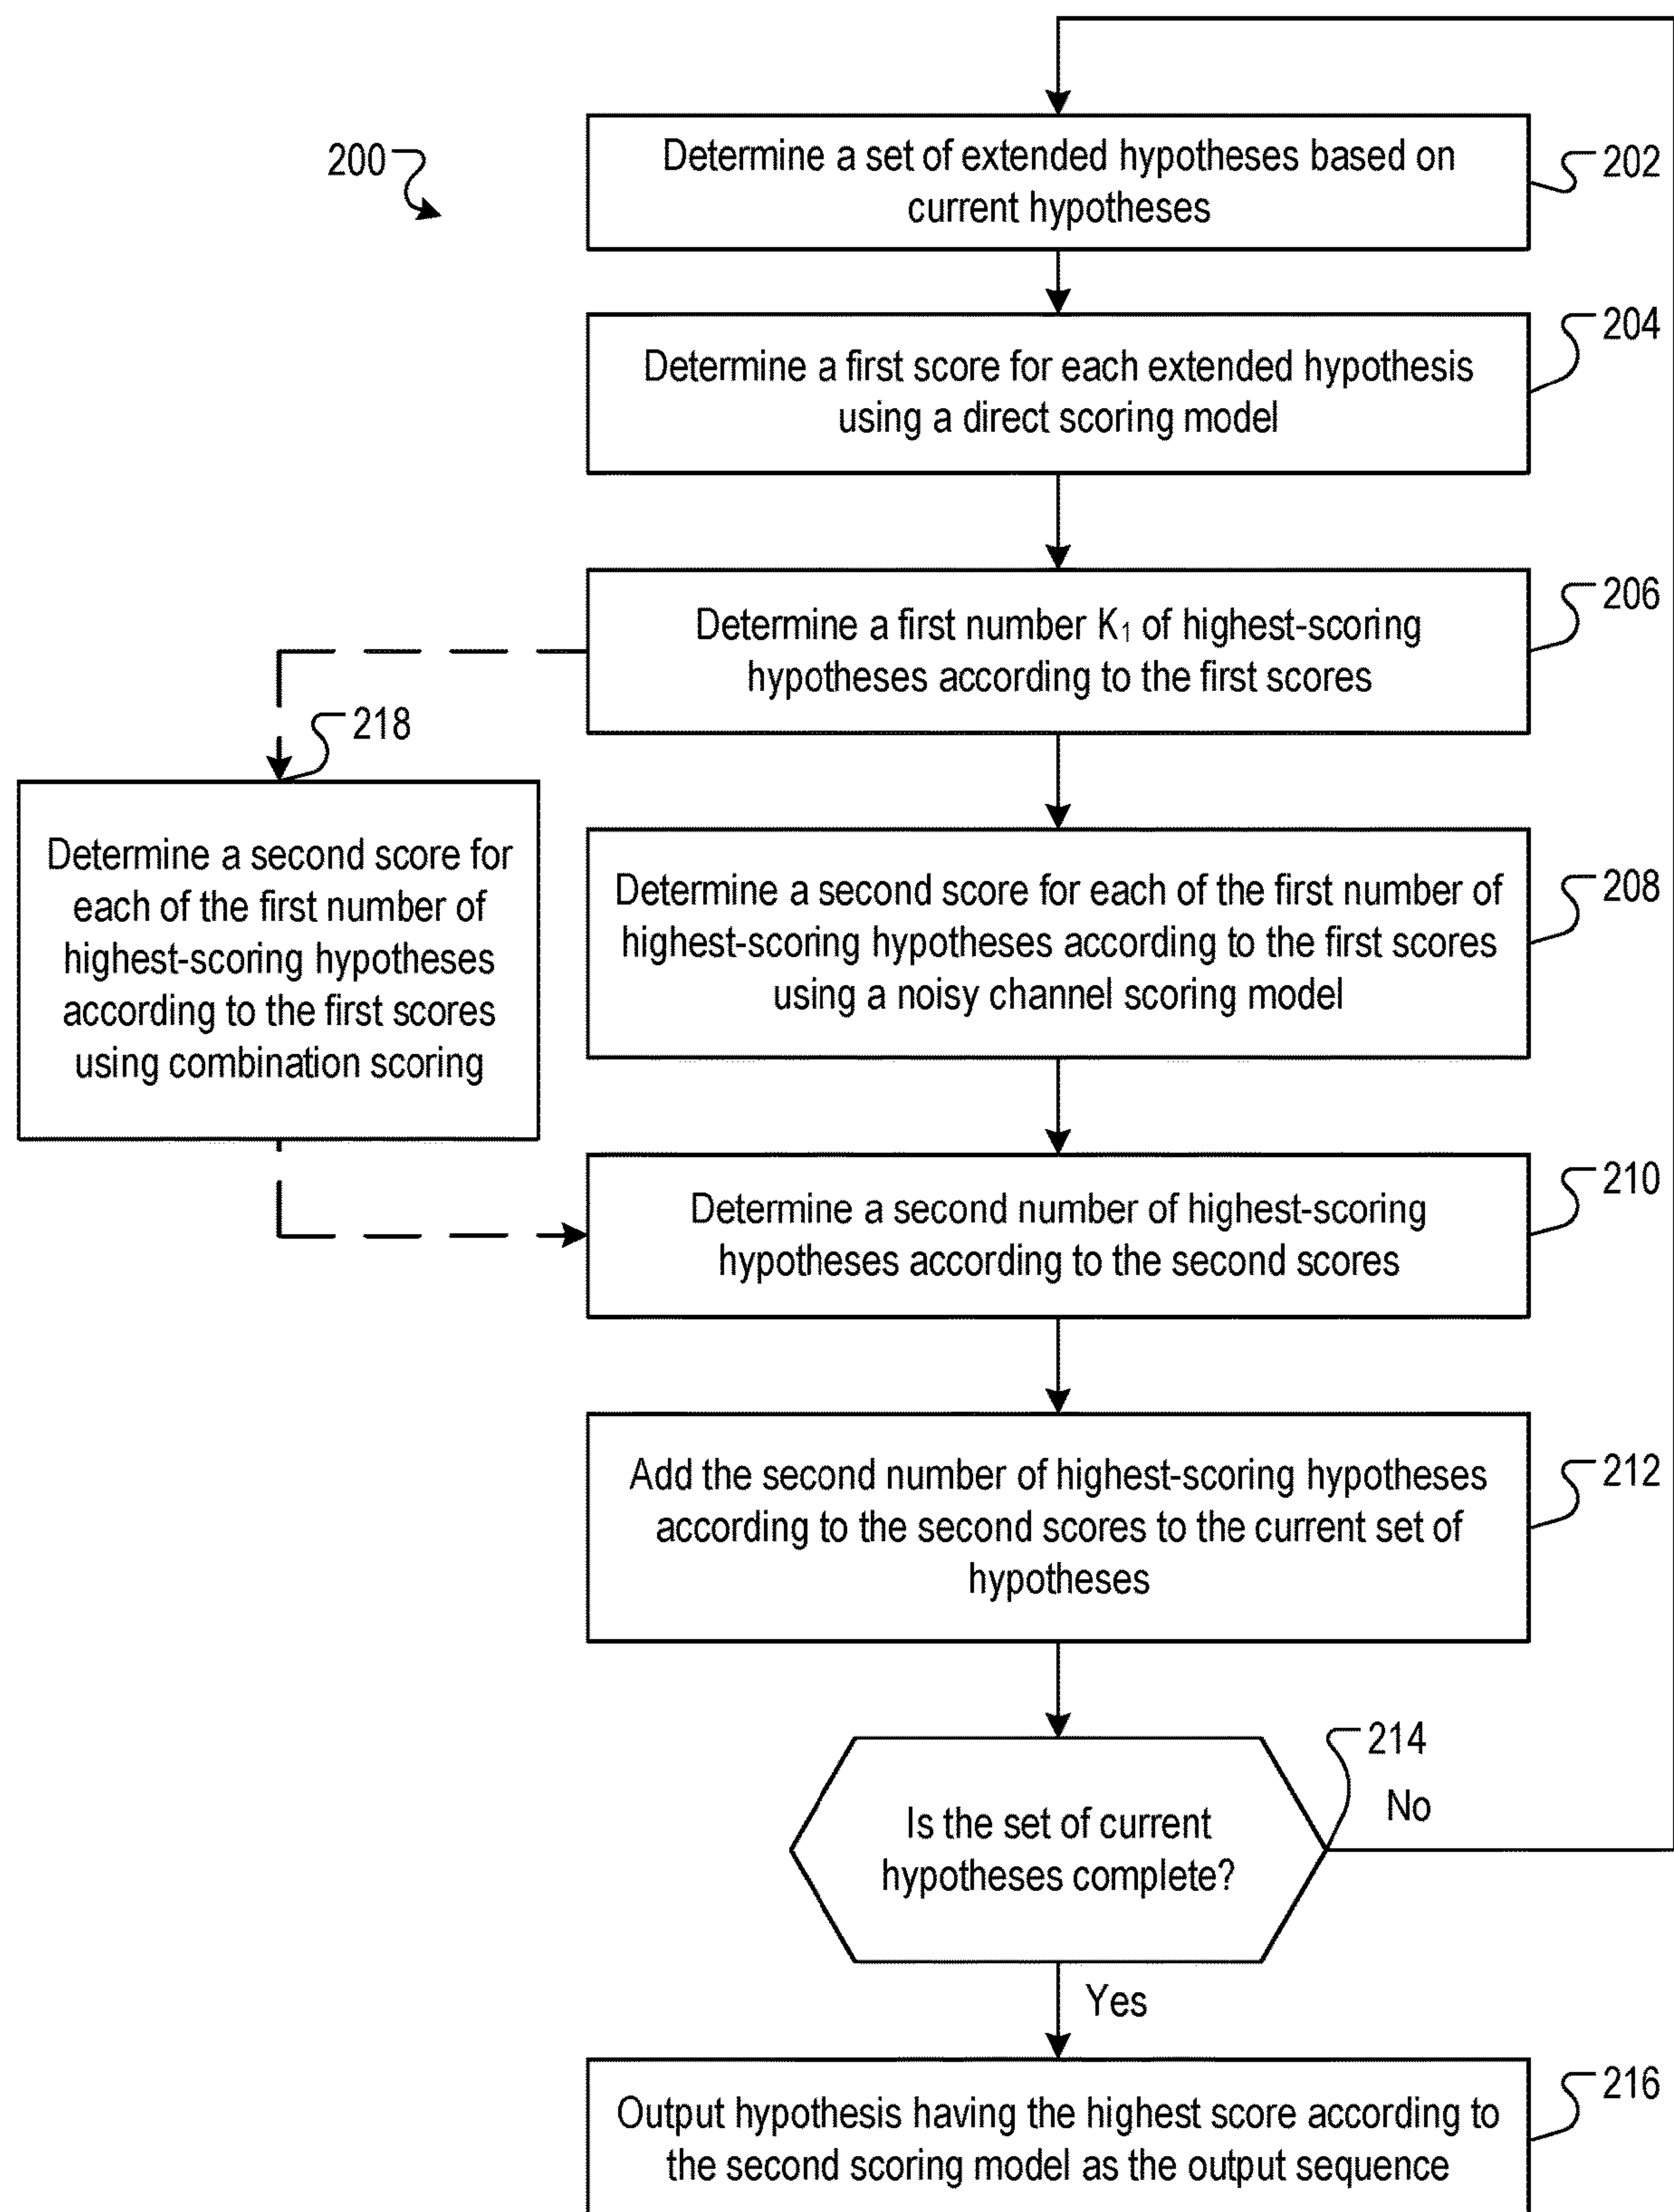 200
Determine a set of extended hypotheses based on
current hypotheses
202
Determine a first score for each extended hypothesis
using a direct scoring model
204
Determine a first number K₁ of highest-scoring
hypotheses according to the first scores
206
218
Determine a second score for
each of the first number of
highest-scoring hypotheses
according to the first scores
using combination scoring
Determine a second score for each of the first number of
highest-scoring hypotheses according to the first scores
using a noisy channel scoring model
208
Determine a second number of highest-scoring
hypotheses according to the second scores
210
Add the second number of highest-scoring hypotheses
according to the second scores to the current set of
hypotheses
212
Is the set of current
hypotheses complete?
214
No
Yes
Output hypothesis having the highest score according to
the second scoring model as the output sequence
216